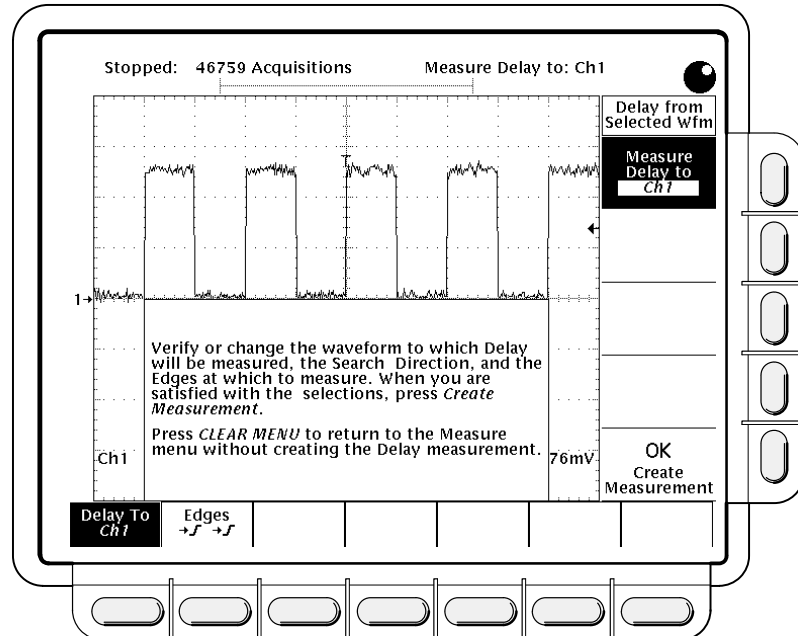 Stopped: 46759 Acquisitions Measure Delay to: Ch1
Delay from
Selected Wfm
Measure
Delay to
Ch1
1
Verify or change the waveform to which Delay
will be measured, the Search Direction, and the
Edges at which to measure. When you are
satisfied with the selections, press Create
Measurement.
Press CLEAR MENU to return to the Measure
menu without creating the Delay measurement.
Ch1
76mV
OK
Create
Measurement
Delay To
Ch1
Edges